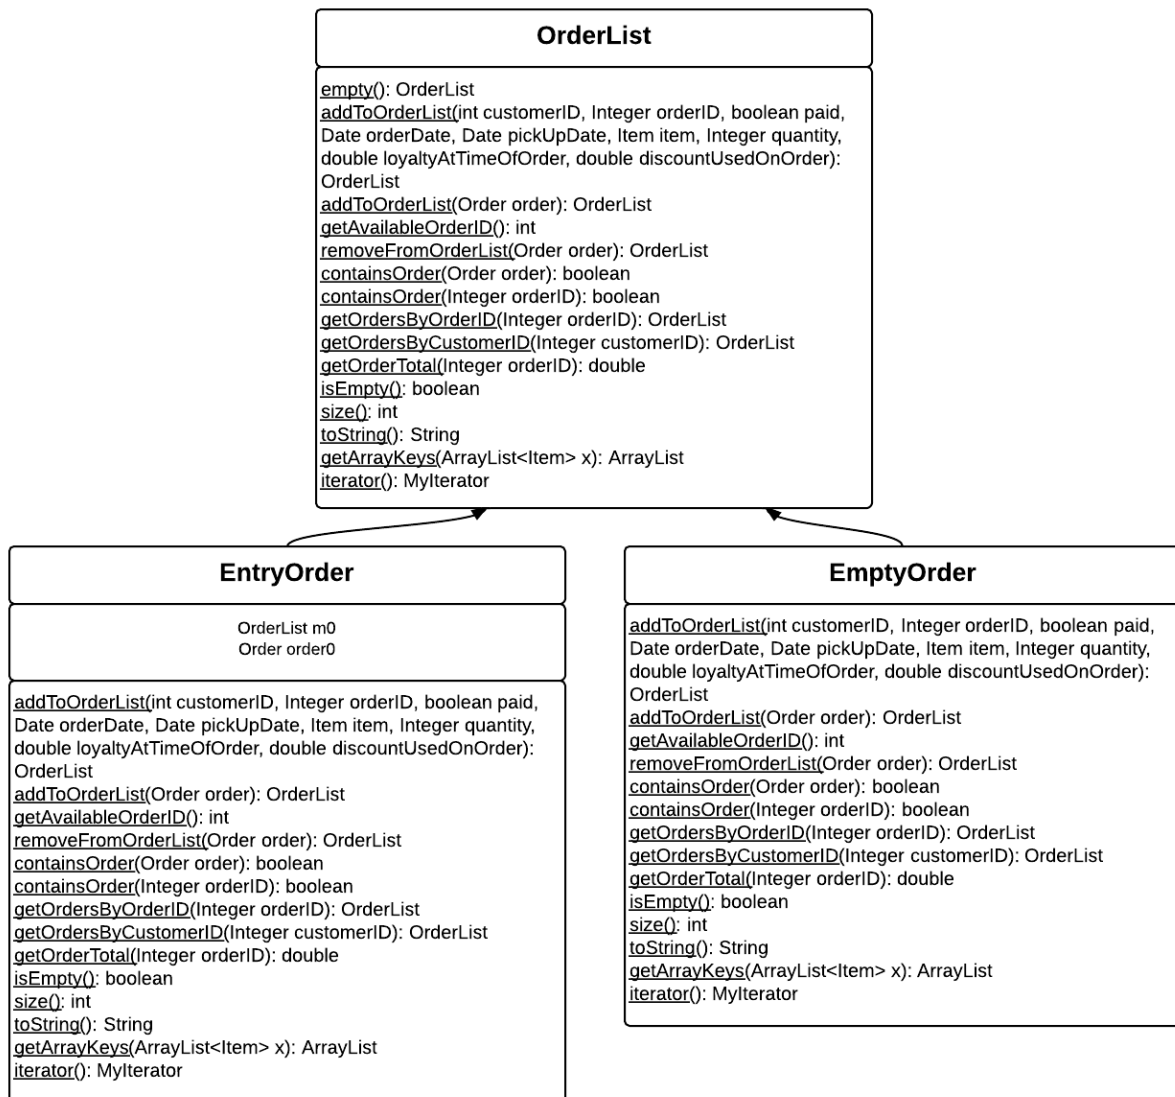 OrderList
empty(): OrderList
addToOrderList(int customerID, Integer orderID, boolean paid,
Date orderDate, Date pickUpDate, Item item, Integer quantity,
double loyaltyAtTimeOfOrder, double discountUsedOnOrder):
OrderList
addToOrderList(Order order): OrderList
getAvailableOrderID(): int
removeFromOrderList(Order order): OrderList
containsOrder(Order order): boolean
containsOrder(Integer orderID): boolean
getOrdersByOrderID(Integer orderID): OrderList
getOrdersByCustomerID(Integer customerID): OrderList
getOrderTotal(Integer orderID): double
isEmpty(): boolean
size(): int
toString(): String
getArrayKeys(ArrayList<Item> x): ArrayList
iterator(): MyIterator
EntryOrder
OrderList m0
Order order0
addToOrderList(int customerID, Integer orderID, boolean paid,
Date orderDate, Date pickUpDate, Item item, Integer quantity,
double loyaltyAtTimeOfOrder, double discountUsedOnOrder):
OrderList
addToOrderList(Order order): OrderList
getAvailableOrderID(): int
removeFromOrderList(Order order): OrderList
containsOrder(Order order): boolean
containsOrder(Integer orderID): boolean
getOrdersByOrderID(Integer orderID): OrderList
getOrdersByCustomerID(Integer customerID): OrderList
getOrderTotal(Integer orderID): double
isEmpty(): boolean
size(): int
toString(): String
getArrayKeys(ArrayList<Item> x): ArrayList
iterator(): MyIterator
EmptyOrder
addToOrderList(int customerID, Integer orderID, boolean paid,
Date orderDate, Date pickUpDate, Item item, Integer quantity,
double loyaltyAtTimeOfOrder, double discountUsedOnOrder):
OrderList
addToOrderList(Order order): OrderList
getAvailableOrderID(): int
removeFromOrderList(Order order): OrderList
containsOrder(Order order): boolean
containsOrder(Integer orderID): boolean
getOrdersByOrderID(Integer orderID): OrderList
getOrdersByCustomerID(Integer customerID): OrderList
getOrderTotal(Integer orderID): double
isEmpty(): boolean
size(): int
toString(): String
getArrayKeys(ArrayList<Item> x): ArrayList
iterator(): MyIterator